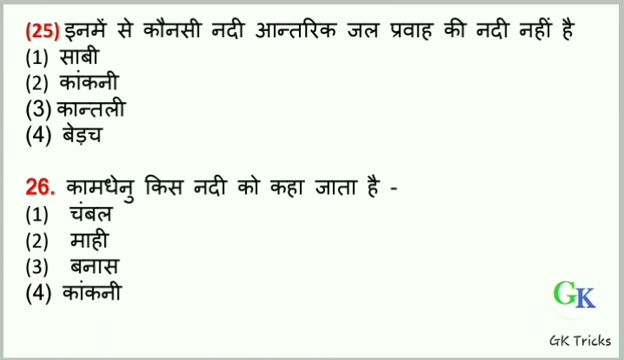 (25) इनमें से कौनसी नदी आन्तरिक जल प्रवाह की नदी नहीं है
(1) साबी
(2) कांकनी
(3) कान्तली
(4) बेड़च
26. कामधेनु किस नदी को कहा जाता है -
(1) चंबल
(2) माही
(3) बनास
(4) कांकनी
GK
GK Tricks